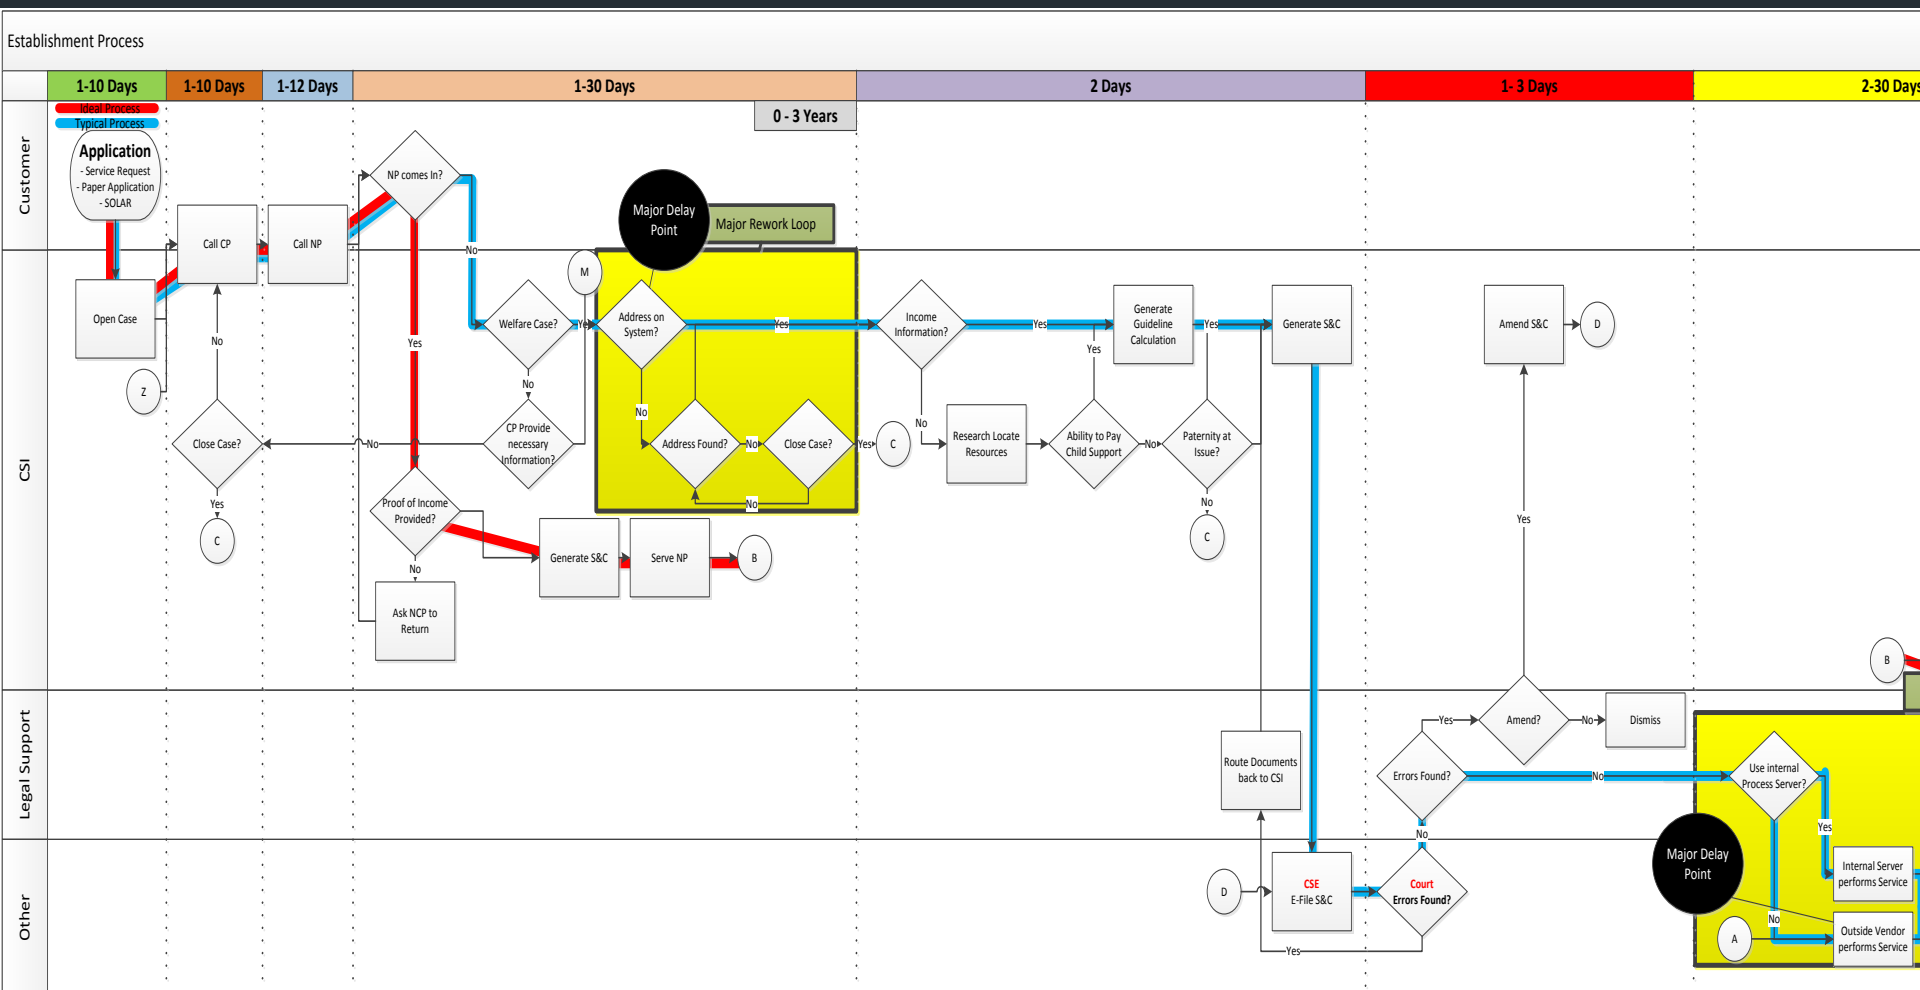 Establishment Process
1-10 Days
1-10 Days
1-12 Days
1-30 Days
2 Days
1- 3 Days
2-30 Days
0 - 3 Years
Ideal Process
Typical Process
Customer
CSI
Legal Support
Other
Application
- Service Request
- Paper Application
- SOLAR
Open Case
Z
Call CP
No
Close Case?
Yes
C
Call NP
NP comes In?
No
Yes
Proof of Income
Provided?
No
Ask NCP to
Return
Generate S&C
Serve NP
B
Welfare Case?
Yes
No
CP Provide
necessary
Information?
No
M
Major Delay
Point
Major Rework Loop
Address on
System?
Yes
No
Address Found?
No
Close Case?
No
Yes
C
Income
Information?
Yes
No
Research Locate
Resources
Ability to Pay
Child Support
Yes
No
Generate
Guideline
Calculation
Yes
Paternity at
Issue?
No
C
Generate S&C
Route Documents
back to CSI
D
CSE
E-File S&C
Court
Errors Found?
Yes
No
Errors Found?
Yes
No
Amend?
Yes
No
Dismiss
Amend S&C
D
B
Use internal
Process Server?
Yes
No
Major Delay
Point
A
Internal Server
performs Service
Outside Vendor
performs Service